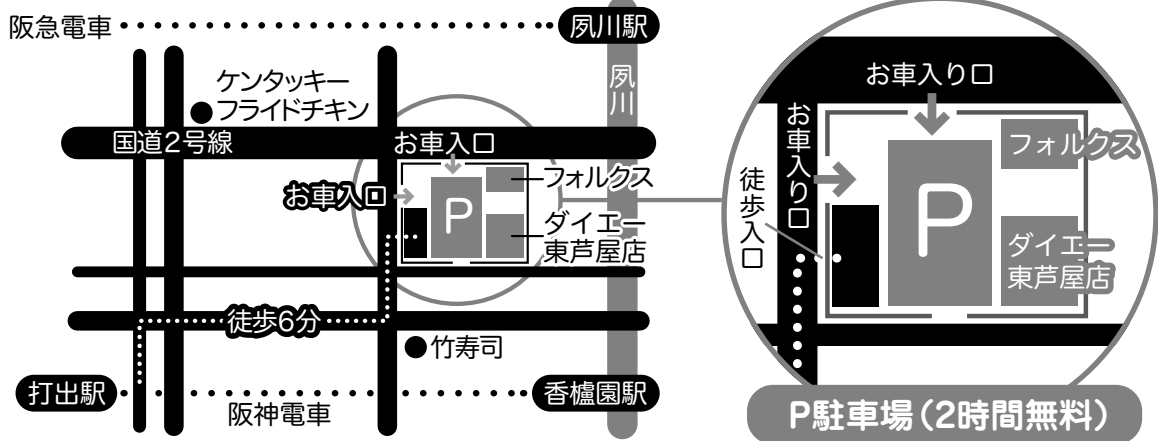 阪急電車
夙川駅
夙川
ケンタッキー
フライドチキン
国道2号線
お車入口
お車入口
P
フォルクス
ダイエー
東芦屋店
徒歩6分
竹寿司
打出駅
阪神電車
香櫨園駅
お車入り口
お車入り口
徒歩入口
P
フォルクス
ダイエー
東芦屋店
P駐車場(2時間無料)